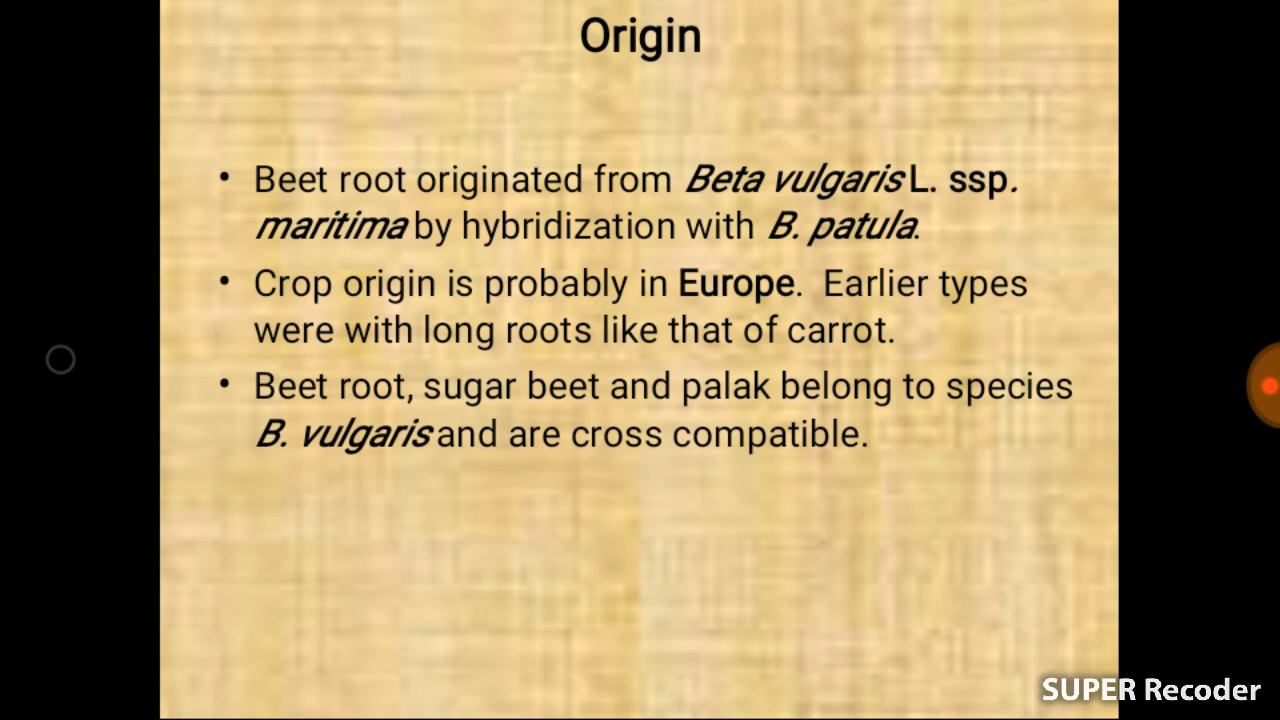 Origin
• Beet root originated from Beta vulgaris L. ssp.
maritima by hybridization with B. patula.
• Crop origin is probably in Europe. Earlier types
were with long roots like that of carrot.
• Beet root, sugar beet and palak belong to species
B. vulgaris and are cross compatible.
SUPER Recoder